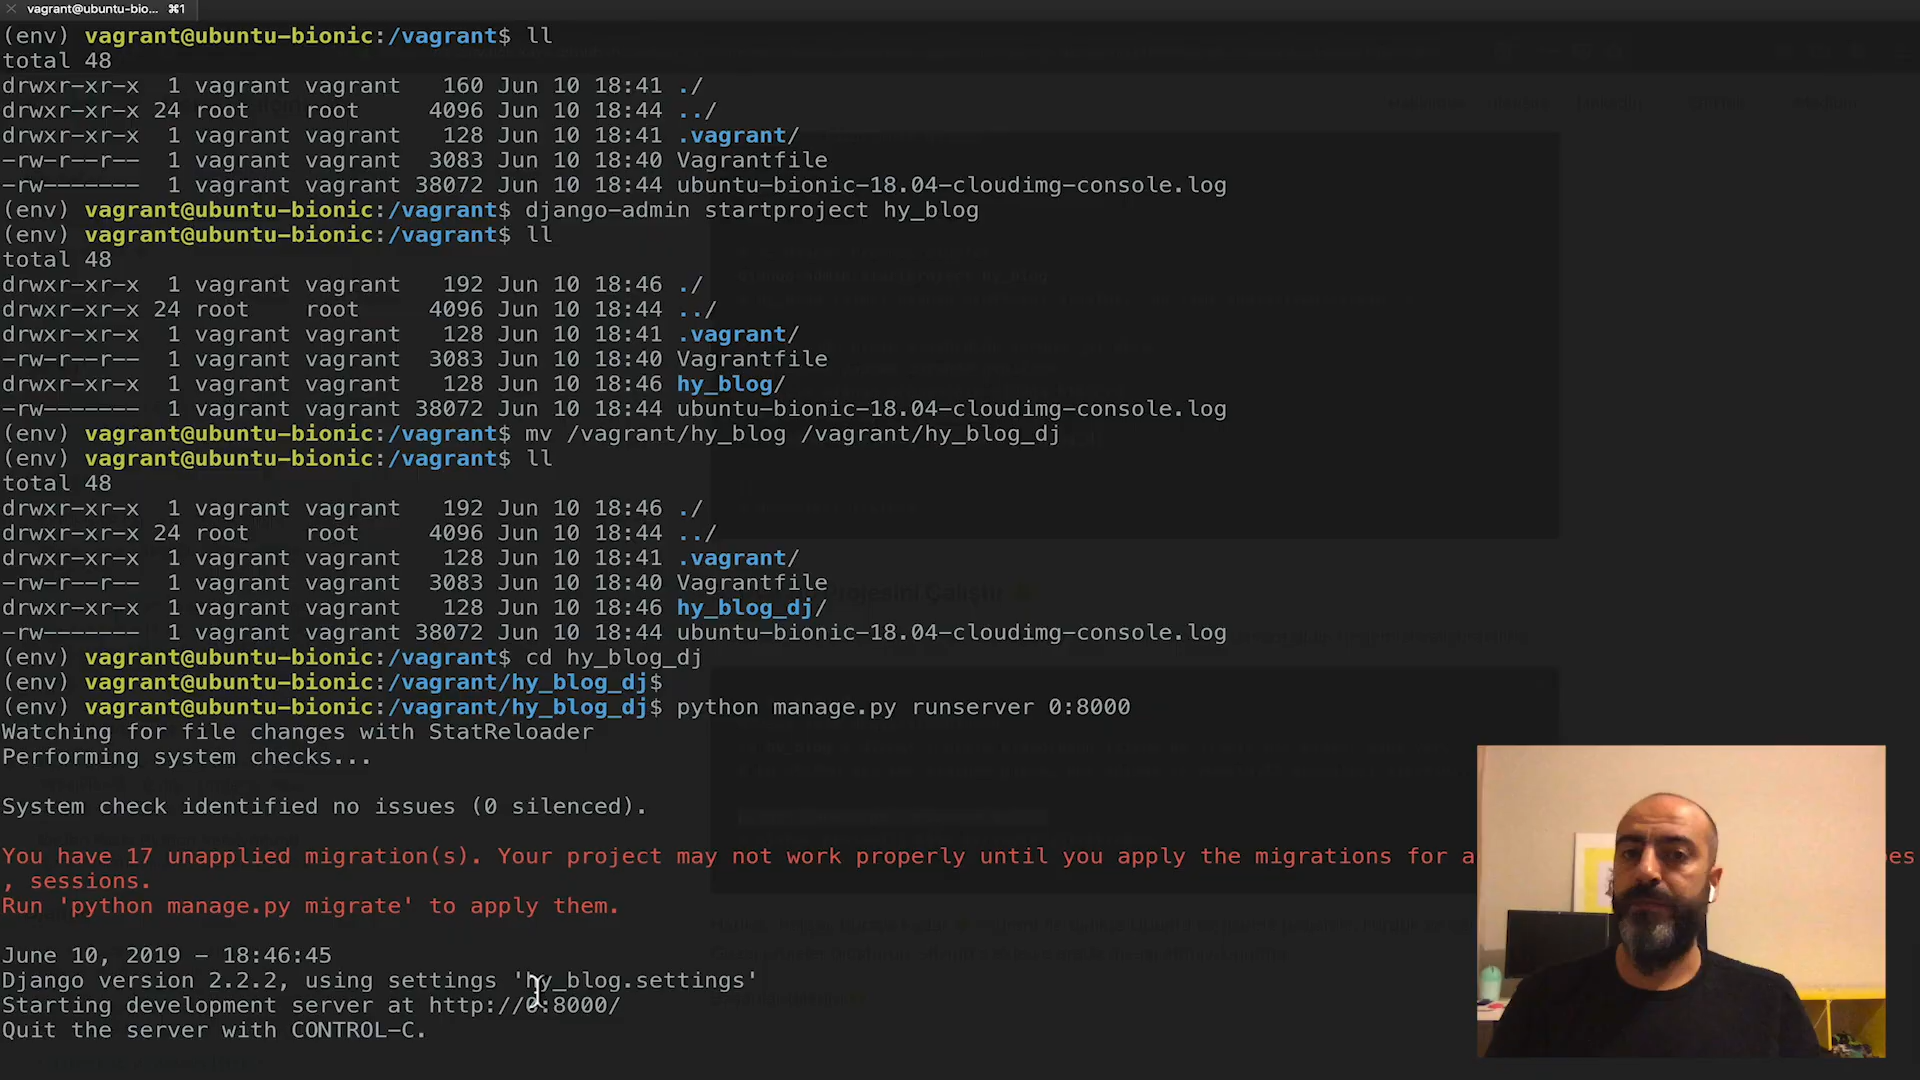 vagrant@ubuntu-bio... ⌘1
(env) vagrant@ubuntu-bionic:/vagrant$ ll
total 48
drwxr-xr-x  1 vagrant vagrant   160 Jun 10 18:41 ./
drwxr-xr-x 24 root    root     4096 Jun 10 18:44 ../
drwxr-xr-x  1 vagrant vagrant   128 Jun 10 18:41 .vagrant/
-rw-r--r--  1 vagrant vagrant  3083 Jun 10 18:40 Vagrantfile
-rw-------  1 vagrant vagrant 38072 Jun 10 18:44 ubuntu-bionic-18.04-cloudimg-console.log
(env) vagrant@ubuntu-bionic:/vagrant$ django-admin startproject hy_blog
(env) vagrant@ubuntu-bionic:/vagrant$ ll
total 48
drwxr-xr-x  1 vagrant vagrant   192 Jun 10 18:46 ./
drwxr-xr-x 24 root    root     4096 Jun 10 18:44 ../
drwxr-xr-x  1 vagrant vagrant   128 Jun 10 18:41 .vagrant/
-rw-r--r--  1 vagrant vagrant  3083 Jun 10 18:40 Vagrantfile
drwxr-xr-x  1 vagrant vagrant   128 Jun 10 18:46 hy_blog/
-rw-------  1 vagrant vagrant 38072 Jun 10 18:44 ubuntu-bionic-18.04-cloudimg-console.log
(env) vagrant@ubuntu-bionic:/vagrant$ mv /vagrant/hy_blog /vagrant/hy_blog_dj
(env) vagrant@ubuntu-bionic:/vagrant$ ll
total 48
drwxr-xr-x  1 vagrant vagrant   192 Jun 10 18:46 ./
drwxr-xr-x 24 root    root     4096 Jun 10 18:44 ../
drwxr-xr-x  1 vagrant vagrant   128 Jun 10 18:41 .vagrant/
-rw-r--r--  1 vagrant vagrant  3083 Jun 10 18:40 Vagrantfile
drwxr-xr-x  1 vagrant vagrant   128 Jun 10 18:46 hy_blog_dj/
-rw-------  1 vagrant vagrant 38072 Jun 10 18:44 ubuntu-bionic-18.04-cloudimg-console.log
(env) vagrant@ubuntu-bionic:/vagrant$ cd hy_blog_dj
(env) vagrant@ubuntu-bionic:/vagrant/hy_blog_dj$
(env) vagrant@ubuntu-bionic:/vagrant/hy_blog_dj$ python manage.py runserver 0:8000
Watching for file changes with StatReloader
Performing system checks...
System check identified no issues (0 silenced).
You have 17 unapplied migration(s). Your project may not work properly until you apply the migrations for
, sessions.
Run 'python manage.py migrate' to apply them.
June 10, 2019 - 18:46:45
Django version 2.2.2, using settings 'hy_blog.settings'
Starting development server at http://0:8000/
Quit the server with CONTROL-C.